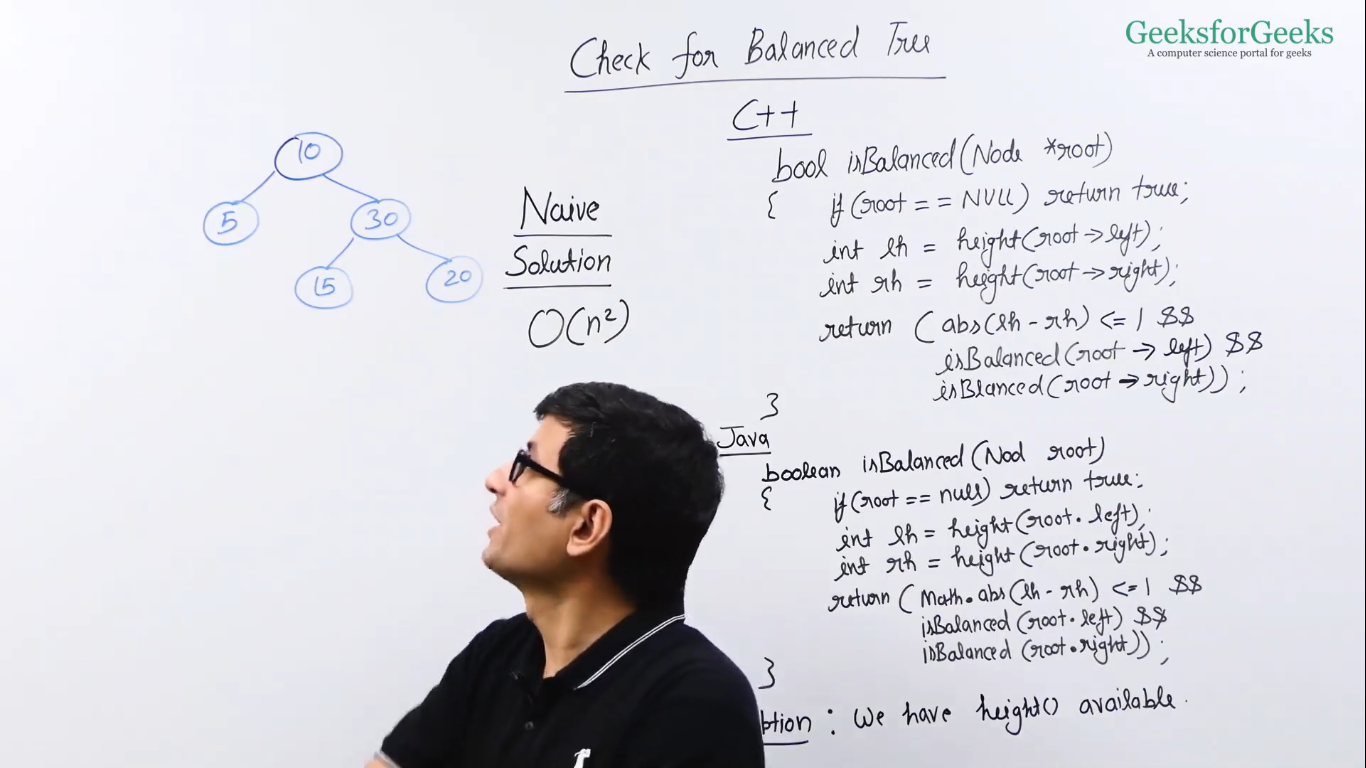 GeeksforGeeks
A computer science portal for geeks
Check for Balanced Tree
10
5
30
15
20
Naive
Solution
O(n²)
C++
bool isBalanced(Node *root)
{ if(root == NULL) return true;
int lh = height(root→left);
int rh = height(root→right);
return (abs(lh - rh) <= 1 &&
isBalanced(root → left) &&
isBlanced(root → right));
}
Java
boolean isBalanced(Nod root)
{ if(root == null) return true;
int lh = height(root. left);
int rh = height(root.right);
return (Math.abs(lh - rh) <= 1 &&
isBalanced(root.left) &&
isBalanced (root.right));
}
ption : We have height() available.